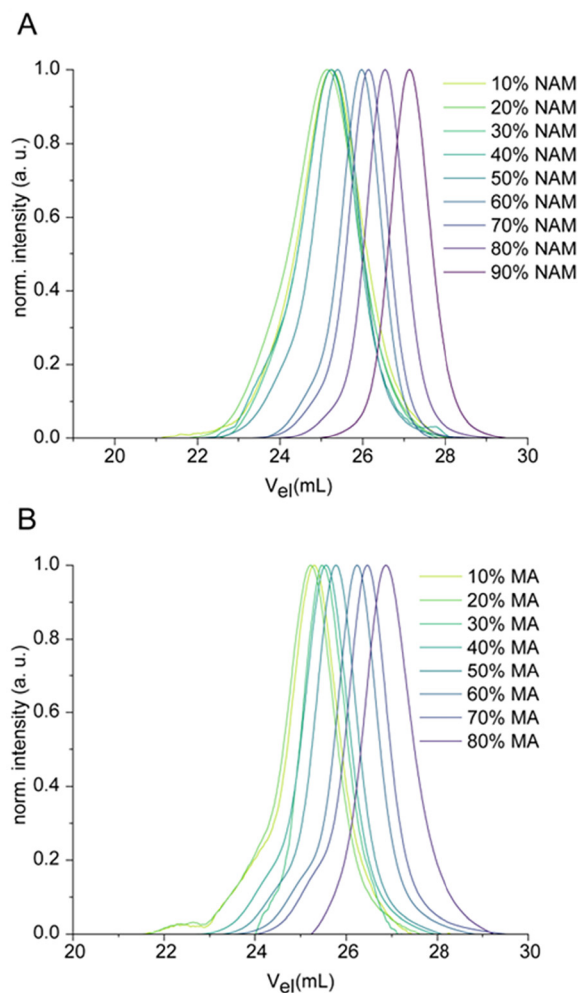 A
norm. intensity (a. u.)
1.0
0.8
0.6
0.4
0.2
0.0
10% NAM
20% NAM
30% NAM
40% NAM
50% NAM
60% NAM
70% NAM
80% NAM
90% NAM
20 22 24 26 28 30
Vel(mL)
B
norm. intensity (a. u.)
1.0
0.8
0.6
0.4
0.2
0.0
10% MA
20% MA
30% MA
40% MA
50% MA
60% MA
70% MA
80% MA
20 22 24 26 28 30
Vel(mL)